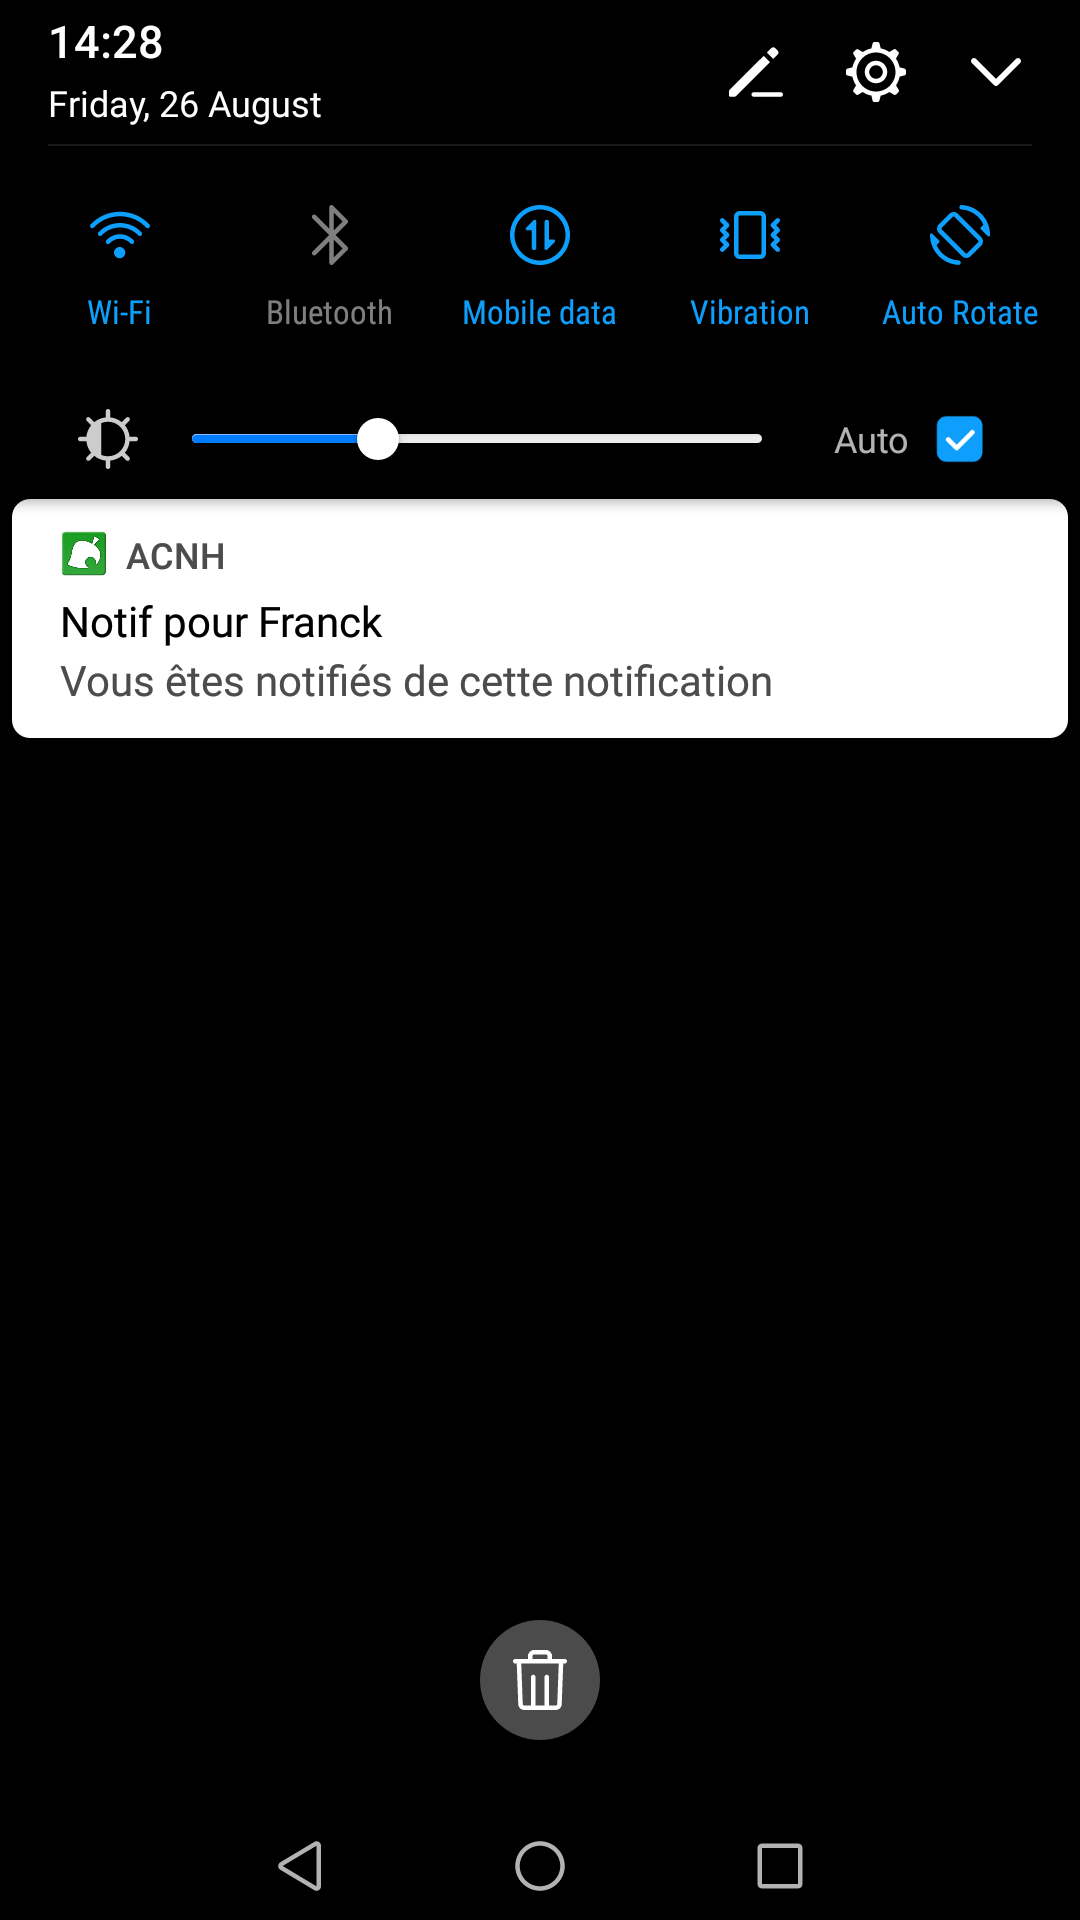 14:28
Friday, 26 August
Wi-Fi
Bluetooth
Mobile data
Vibration
Auto Rotate
Auto
ACNH
Notif pour Franck
Vous êtes notifiés de cette notification